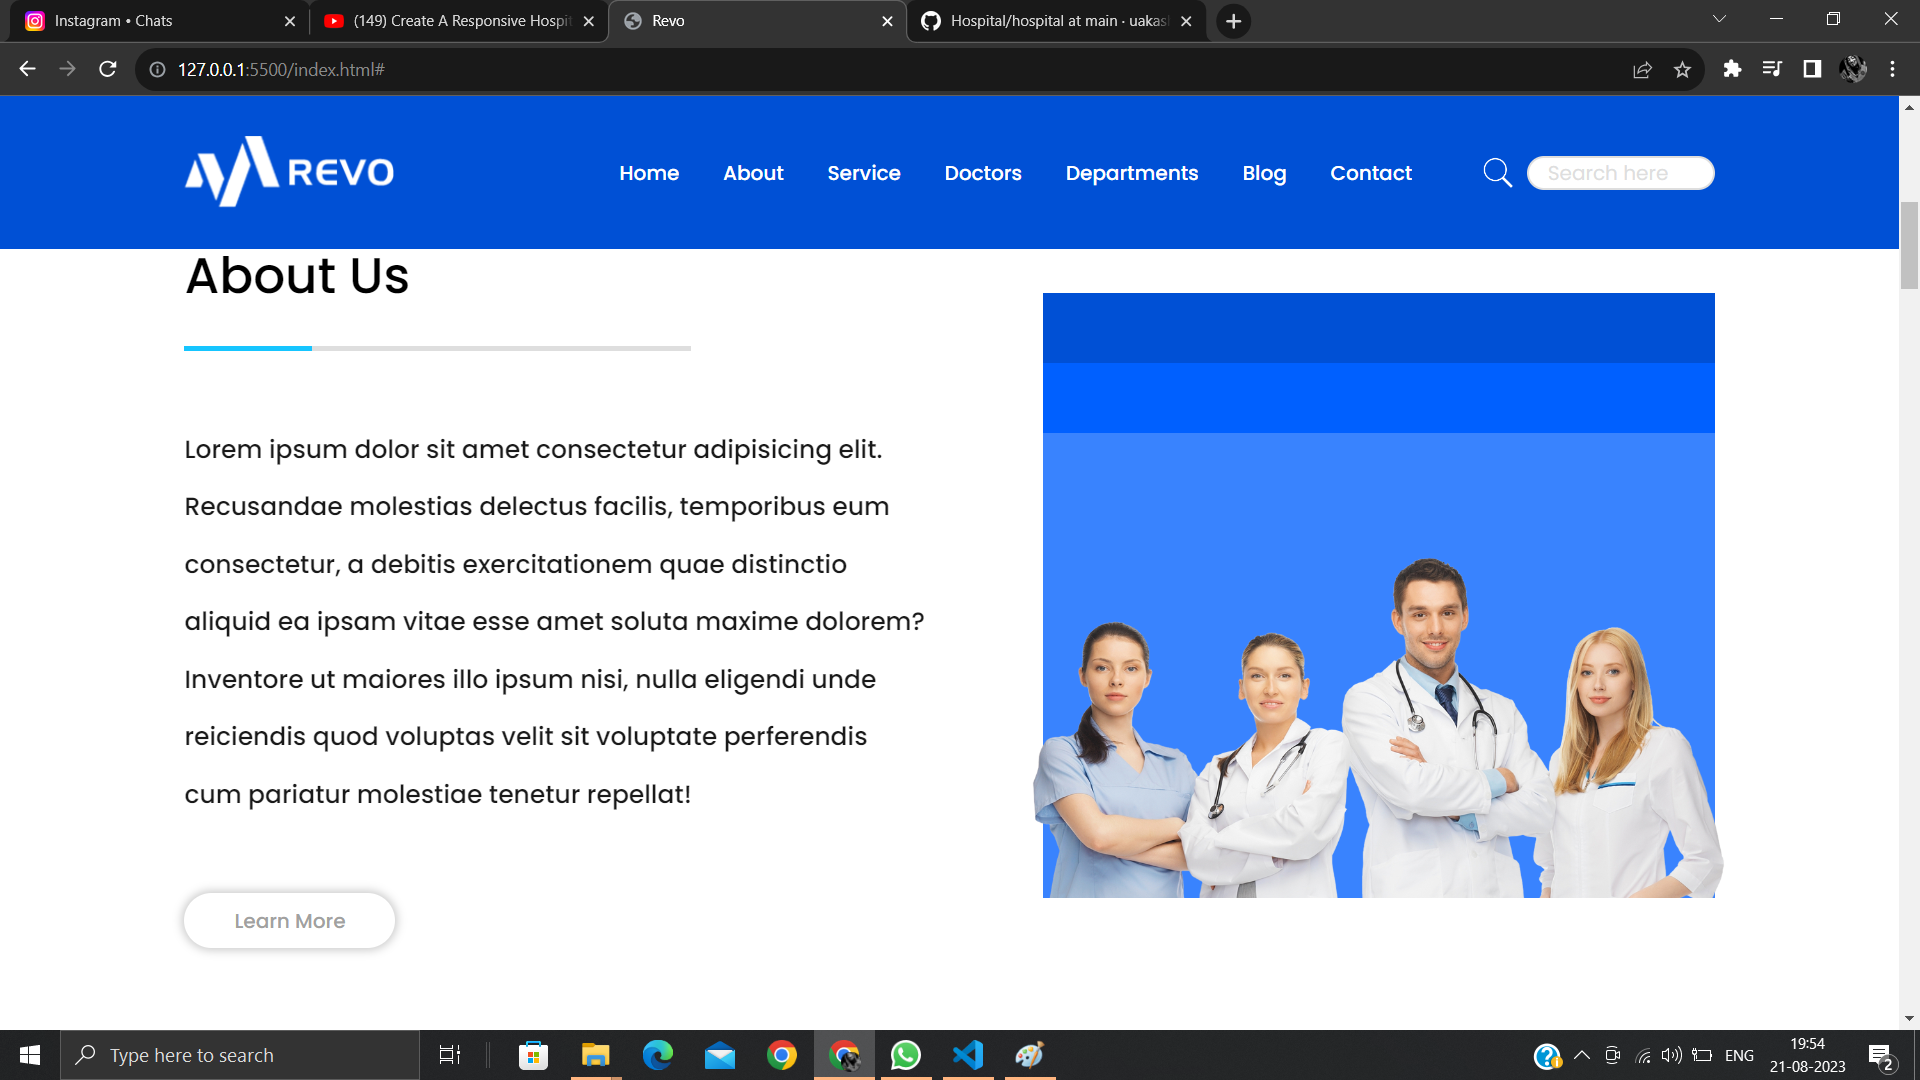 Instagram • Chats
(149) Create A Responsive Hospit
Revo
Hospital/hospital at main · uakas
127.0.0.1:5500/index.html#
REVO
Home About Service Doctors Departments Blog Contact
Search here
About Us
Lorem ipsum dolor sit amet consectetur adipisicing elit.
Recusandae molestias delectus facilis, temporibus eum
consectetur, a debitis exercitationem quae distinctio
aliquid ea ipsam vitae esse amet soluta maxime dolorem?
Inventore ut maiores illo ipsum nisi, nulla eligendi unde
reiciendis quod voluptas velit sit voluptate perferendis
cum pariatur molestiae tenetur repellat!
Learn More
Type here to search
ENG
19:54
21-08-2023
2